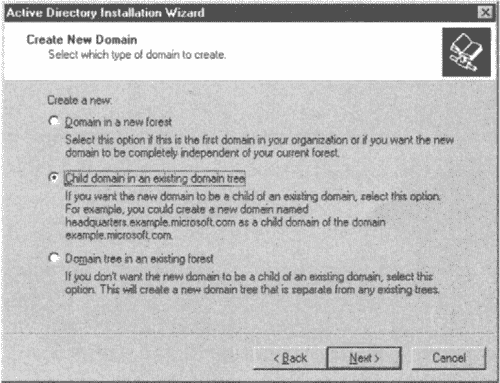 Active Directory Installation Wizard
Create New Domain
Select which type of domain to create.
Create a new:
Domain in a new forest
Select this option if this is the first domain in your organization or if you want the new
domain to be completely independent of your current forest.
Child domain in an existing domain tree
If you want the new domain to be a child of an existing domain, select this option.
For example, you could create a new domain named
headquarters.example.microsoft.com as a child domain of the domain
example.microsoft.com.
Domain tree in an existing forest
If you don't want the new domain to be a child of an existing domain, select this
option. This will create a new domain tree that is separate from any existing trees.
< Back
Next >
Cancel